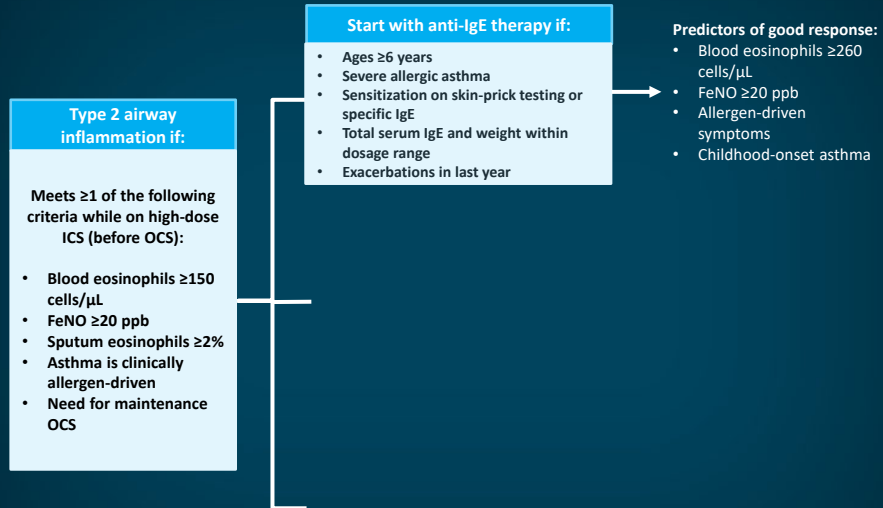 Type 2 airway
inflammation if:
Meets ≥1 of the following
criteria while on high-dose
ICS (before OCS):
• Blood eosinophils ≥150
cells/µL
• FeNO ≥20 ppb
• Sputum eosinophils ≥2%
• Asthma is clinically
allergen-driven
• Need for maintenance
OCS
Start with anti-IgE therapy if:
• Ages ≥6 years
• Severe allergic asthma
• Sensitization on skin-prick testing or
specific IgE
• Total serum IgE and weight within
dosage range
• Exacerbations in last year
Predictors of good response:
• Blood eosinophils ≥260
cells/µL
• FeNO ≥20 ppb
• Allergen-driven
symptoms
• Childhood-onset asthma